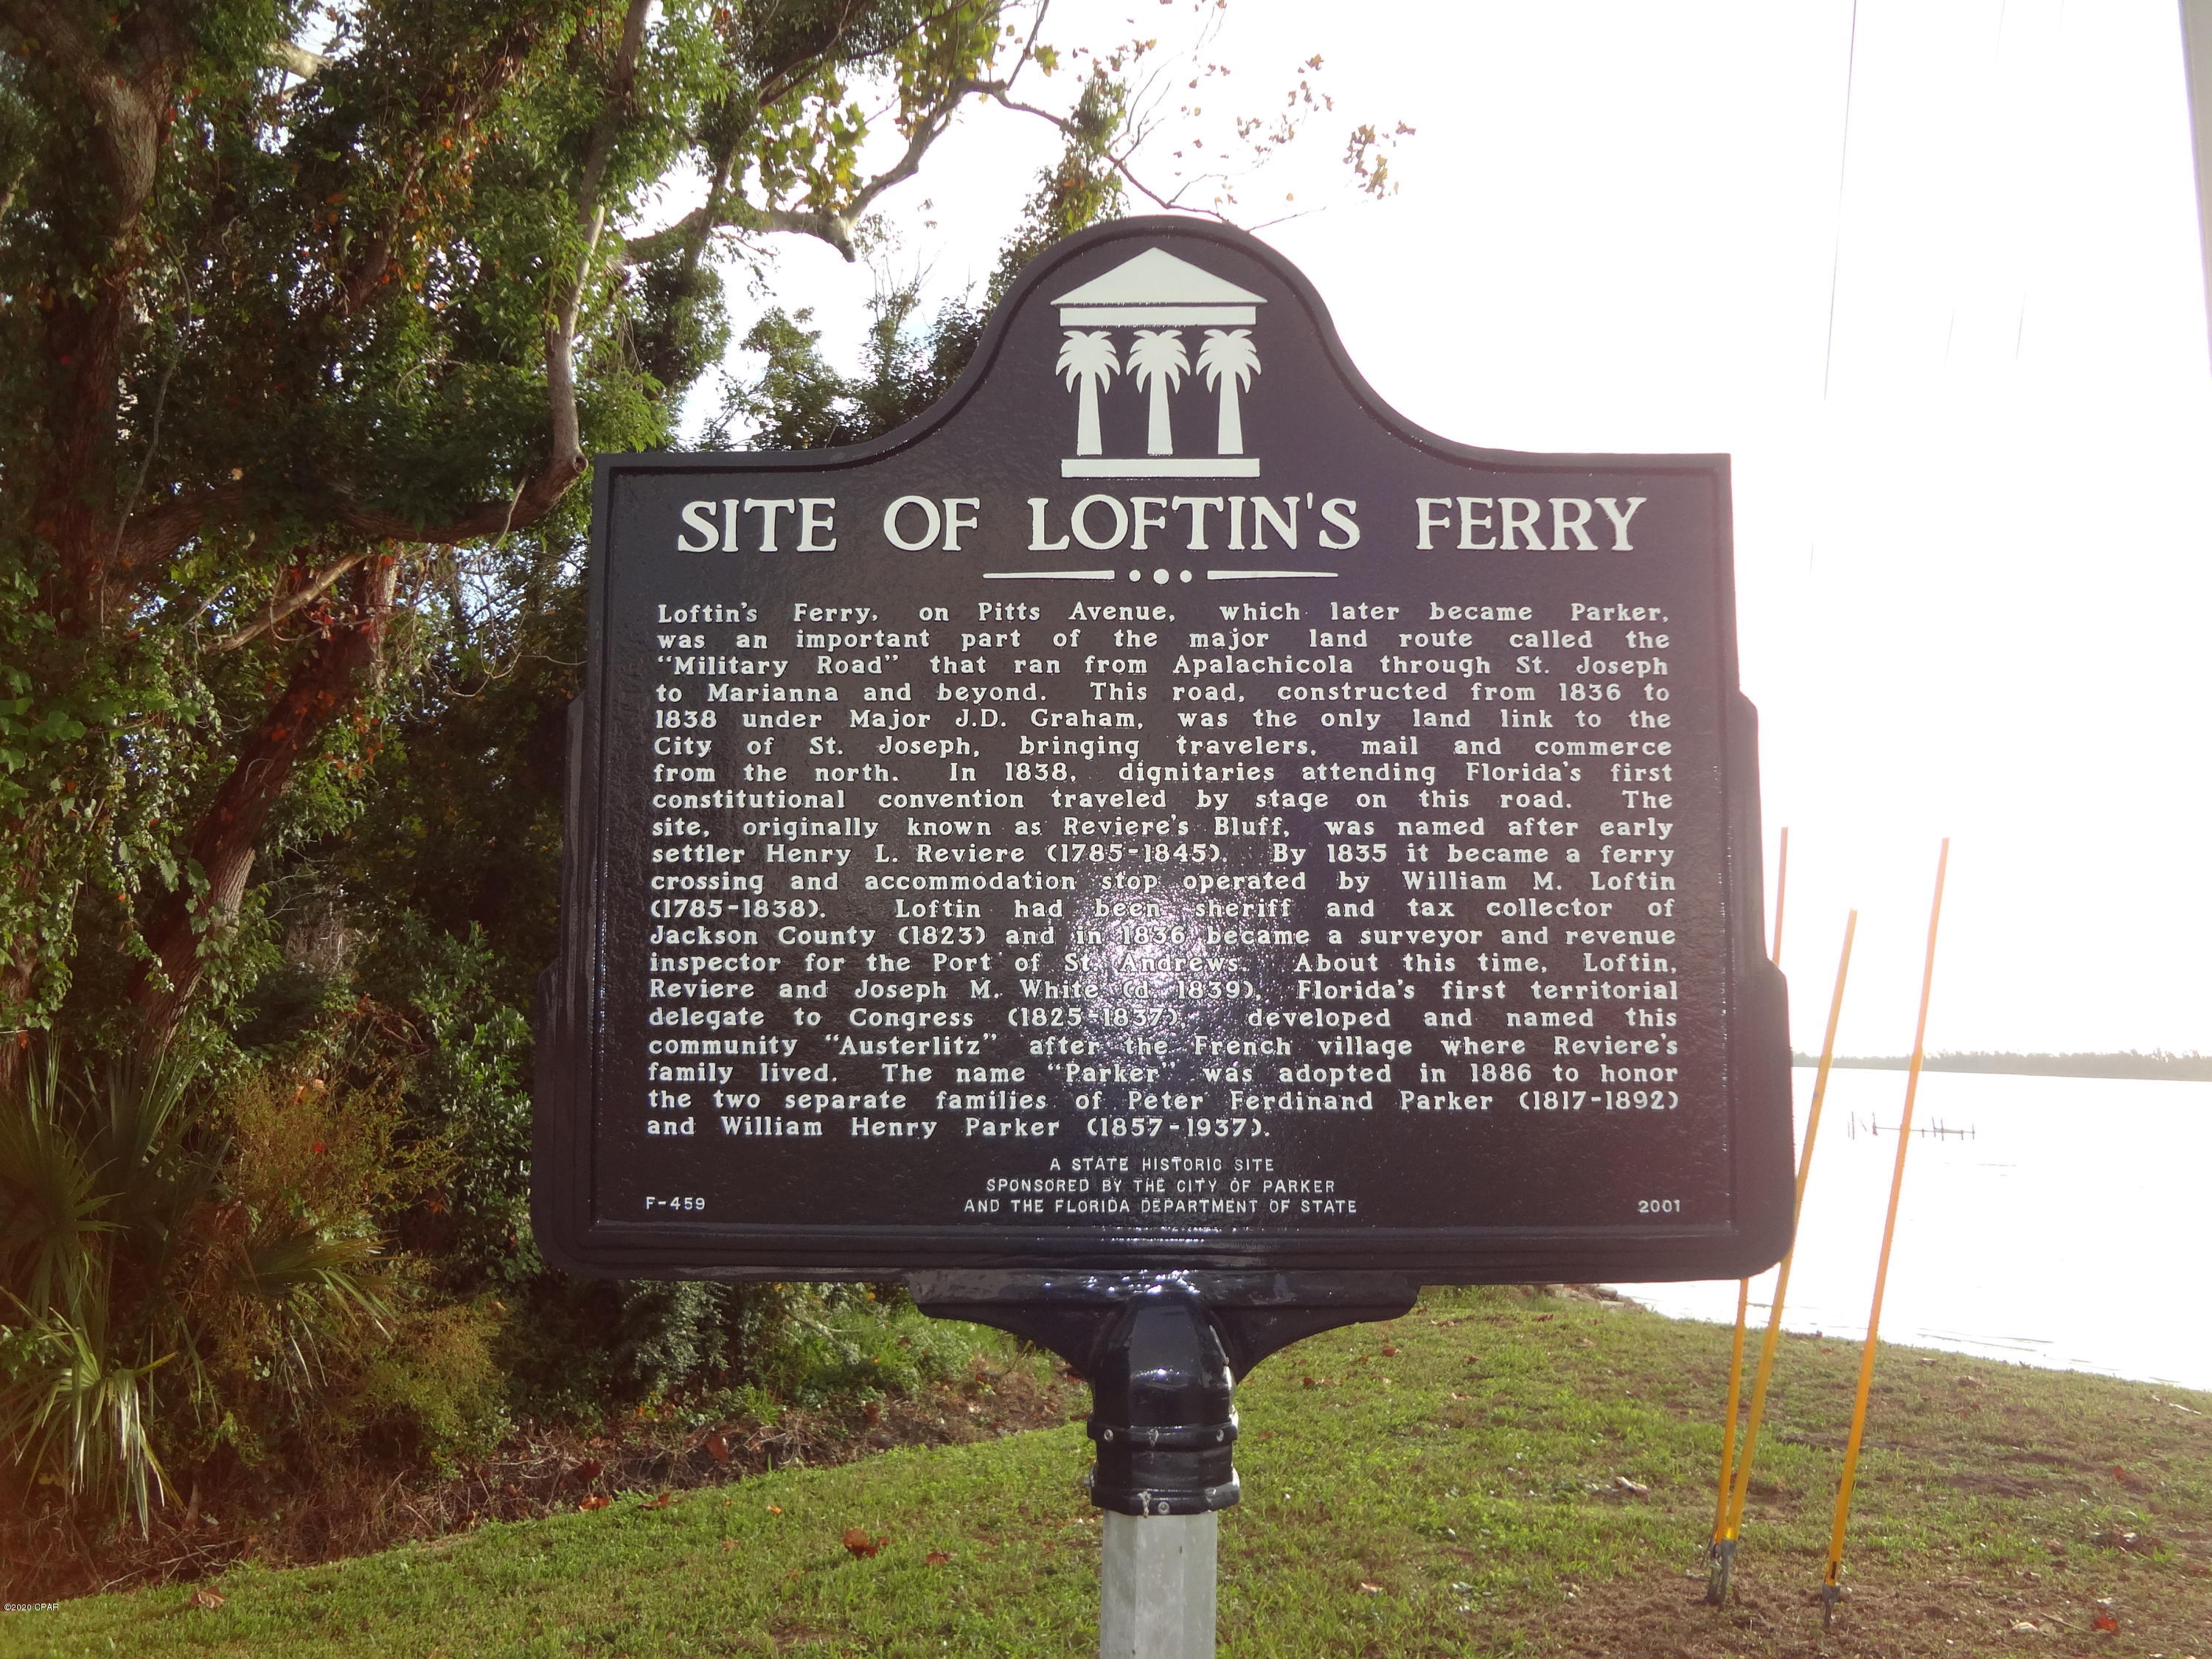 SITE OF LOFTIN'S FERRY
Loftin's Ferry, on Pitts Avenue, which later became Parker,
was an important part of the major land route called the
"Military Road" that ran from Apalachicola through St. Joseph
to Marianna and beyond. This road, constructed from 1836 to
1838 under Major J.D. Graham, was the only land link to the
City of St. Joseph, bringing travelers, mail and commerce
from the north. In 1838, dignitaries attending Florida's first
constitutional convention traveled by stage on this road. The
site, originally known as Reviere's Bluff, was named after early
settler Henry L. Reviere (1785-1845). By 1835 it became a ferry
crossing and accommodation stop operated by William M. Loftin
(1785-1838). Loftin had been sheriff and tax collector of
Jackson County (1823) and in 1836 became a surveyor and revenue
inspector for the Port of St. Andrews. About this time, Loftin,
Reviere and Joseph M. White (d. 1839), Florida's first territorial
delegate to Congress (1825-1837), developed and named this
community "Austerlitz" after the French village where Reviere's
family lived. The name "Parker" was adopted in 1886 to honor
the two separate families of Peter Ferdinand Parker (1817-1892)
and William Henry Parker (1857-1937).
A STATE HISTORIC SITE
SPONSORED BY THE CITY OF PARKER
F-459 AND THE FLORIDA DEPARTMENT OF STATE 2001
©2020 CPAR